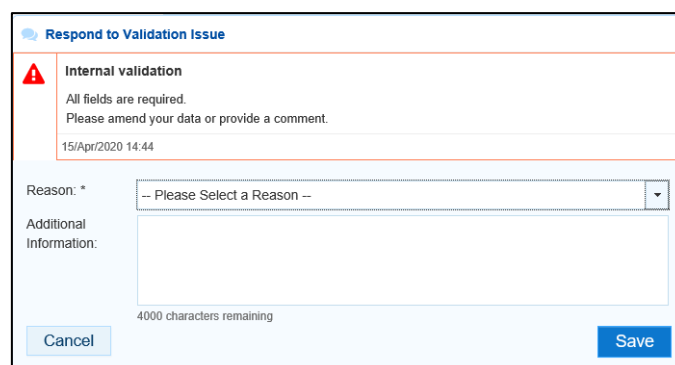 Respond to Validation Issue
Internal validation
All fields are required.
Please amend your data or provide a comment.
15/Apr/2020 14:44
Reason: *
-- Please Select a Reason --
Additional
Information:
4000 characters remaining
Cancel
Save